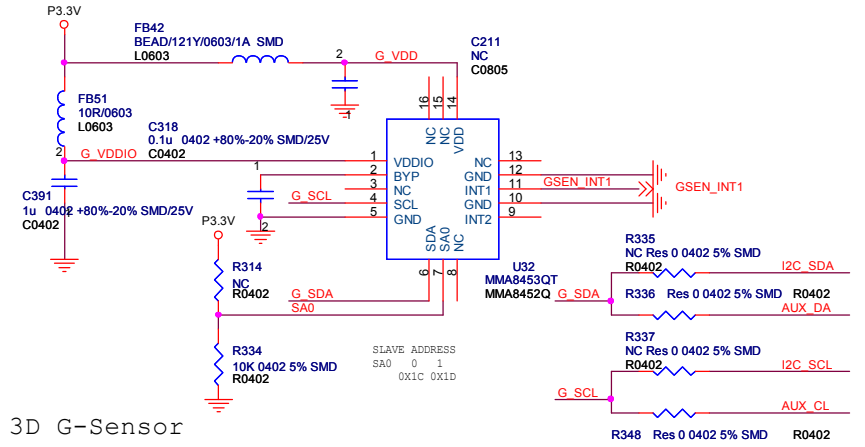 P3.3V
FB42
BEAD/121Y/0603/1A SMD
L0603
2
G_VDD
C211
NC
C0805
1
FB51
10R/0603
L0603
2
G_VDDIO
C318
0.1u 0402 +80%-20% SMD/25V
C0402
C391
1u 0402 +80%-20% SMD/25V
C0402
1
2
16
15
14
NC
NC
VDD
1
2
3
4
5
VDDIO
BYP
NC
SCL
GND
NC
GND
INT1
GND
INT2
13
12
11
10
9
SDA
SA0
NC
6
7
8
G_SCL
GSEN_INT1
GSEN_INT1
U32
MMA8453QT
MMA8452Q
P3.3V
R314
NC
R0402
G_SDA
SA0
R334
10K 0402 5% SMD
R0402
SLAVE ADDRESS
SA0 0 1
0X1C 0X1D
R335
NC Res 0 0402 5% SMD
R0402
I2C_SDA
G_SDA
R336 Res 0 0402 5% SMD R0402
AUX_DA
R337
NC Res 0 0402 5% SMD
R0402
I2C_SCL
G_SCL
AUX_CL
R348 Res 0 0402 5% SMD R0402
3D G-Sensor